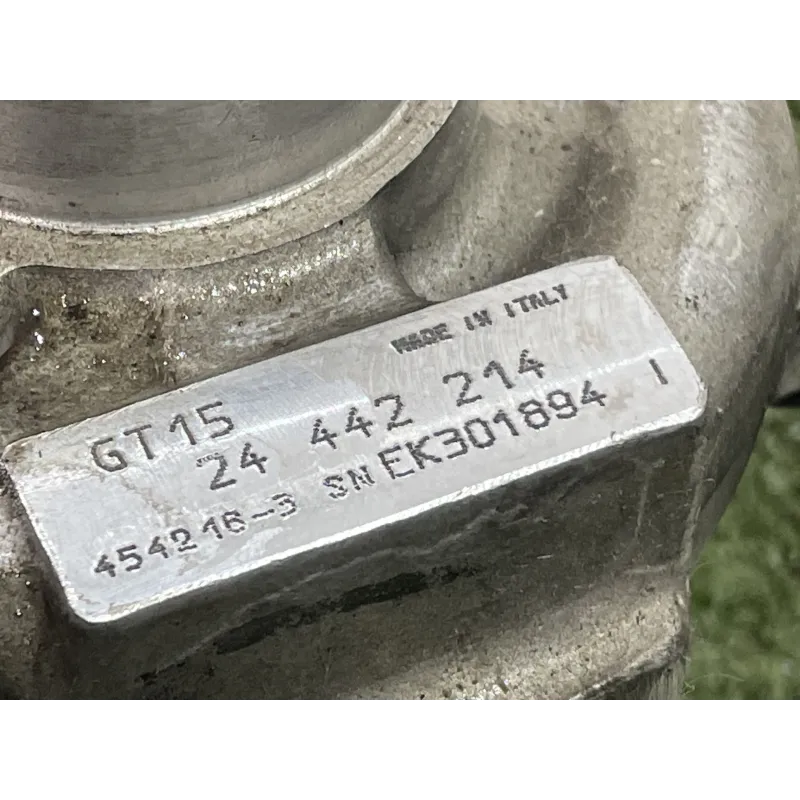 MADE IN ITALY
GT15 24 442 214
454216-3 SN EK301894 I